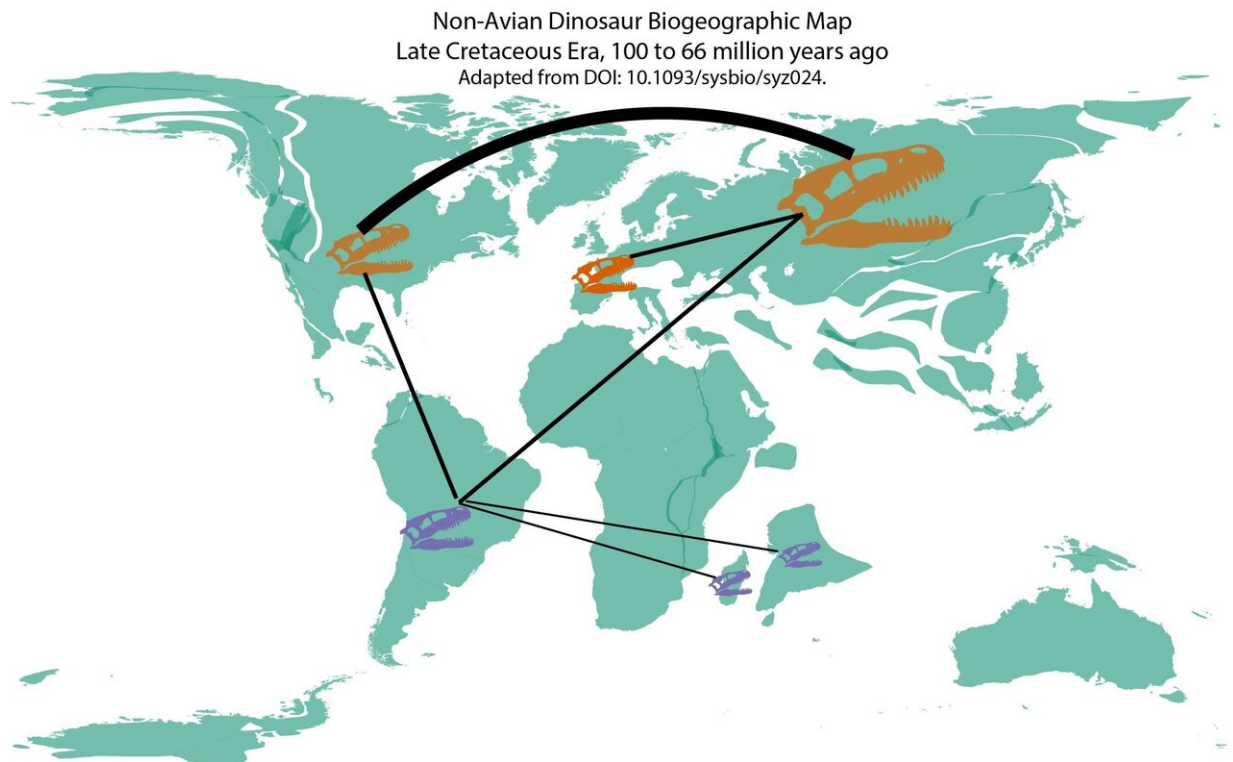 Non-Avian Dinosaur Biogeographic Map
Late Cretaceous Era, 100 to 66 million years ago
Adapted from DOI: 10.1093/sysbio/syz024.